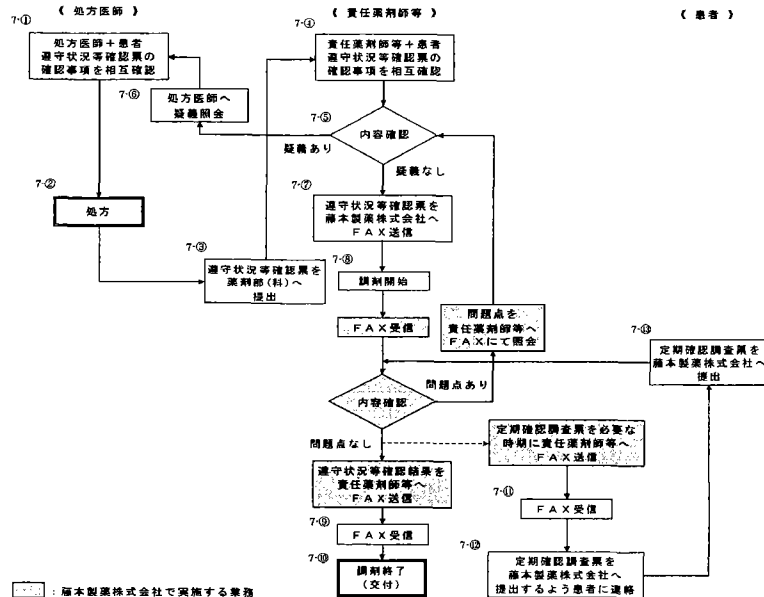 《 処方医師 》
《 責任薬剤師等 》
《 患者 》
7-①
処方医師＋患者
遵守状況等確認票の
確認事項を相互確認
7-④
責任薬剤師等＋患者
遵守状況等確認票の
確認事項を相互確認
7-⑥
処方医師へ
疑義照会
7-⑤
内容確認
疑義あり
疑義なし
7-②
処方
7-⑦
遵守状況等確認票を
藤本製薬株式会社へ
ＦＡＸ送信
7-③
遵守状況等確認票を
薬剤部(科)へ
提出
7-⑧
調剤開始
ＦＡＸ受信
問題点を
責任薬剤師等へ
ＦＡＸにて照会
7-⑬
定期確認調査票を
藤本製薬株式会社へ
提出
内容確認
問題点あり
問題点なし
定期確認調査票を必要な
時期に責任薬剤師等へ
ＦＡＸ送信
遵守状況等確認結果を
責任薬剤師等へ
ＦＡＸ送信
7-⑪
ＦＡＸ受信
7-⑨
ＦＡＸ受信
7-⑫
定期確認調査票を
藤本製薬株式会社へ
提出するよう患者に連絡
7-⑩
調剤終了
(交付)
：藤本製薬株式会社で実施する業務